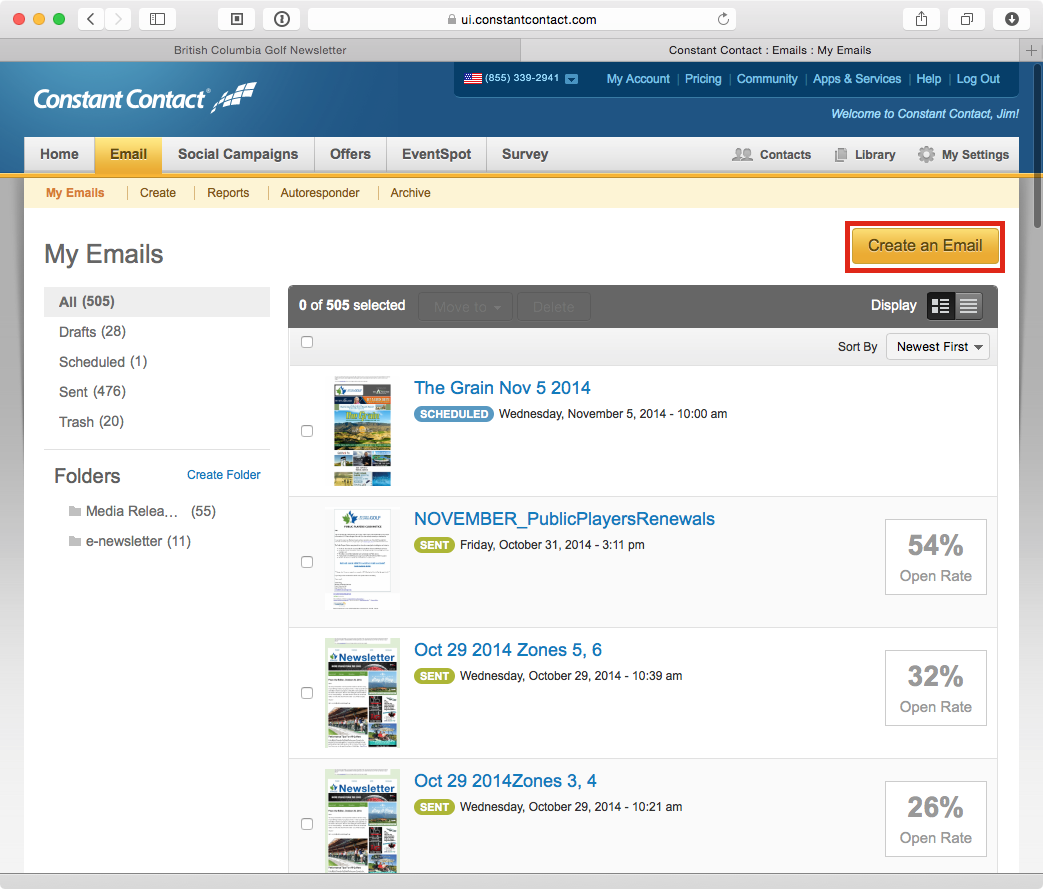 ui.constantcontact.com
British Columbia Golf Newsletter
Constant Contact : Emails : My Emails
(855) 339-2941
My Account | Pricing | Community | Apps & Services | Help | Log Out
Constant Contact®
Welcome to Constant Contact, Jim!
Home Email Social Campaigns Offers EventSpot Survey Contacts Library My Settings
My Emails Create Reports Autoresponder Archive
My Emails
Create an Email
All (505)
Drafts (28)
Scheduled (1)
Sent (476)
Trash (20)
Folders
Create Folder
Media Relea... (55)
e-newsletter (11)
0 of 505 selected Move to Delete Display
Sort By Newest First
The Grain Nov 5 2014
SCHEDULED Wednesday, November 5, 2014 - 10:00 am
NOVEMBER_PublicPlayersRenewals
SENT Friday, October 31, 2014 - 3:11 pm
54%
Open Rate
Newsletter
Oct 29 2014 Zones 5, 6
SENT Wednesday, October 29, 2014 - 10:39 am
32%
Open Rate
Newsletter
Oct 29 2014Zones 3, 4
SENT Wednesday, October 29, 2014 - 10:21 am
26%
Open Rate